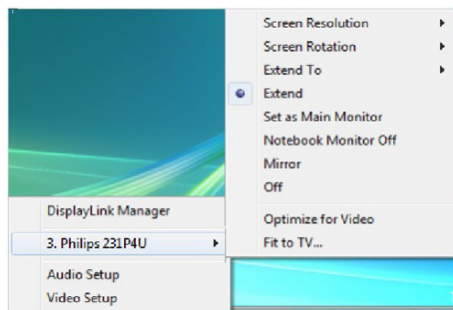 Screen Resolution
Screen Rotation
Extend To
Extend
Set as Main Monitor
Notebook Monitor Off
Mirror
Off
Optimize for Video
Fit to TV...
DisplayLink Manager
3. Philips 231P4U
Audio Setup
Video Setup